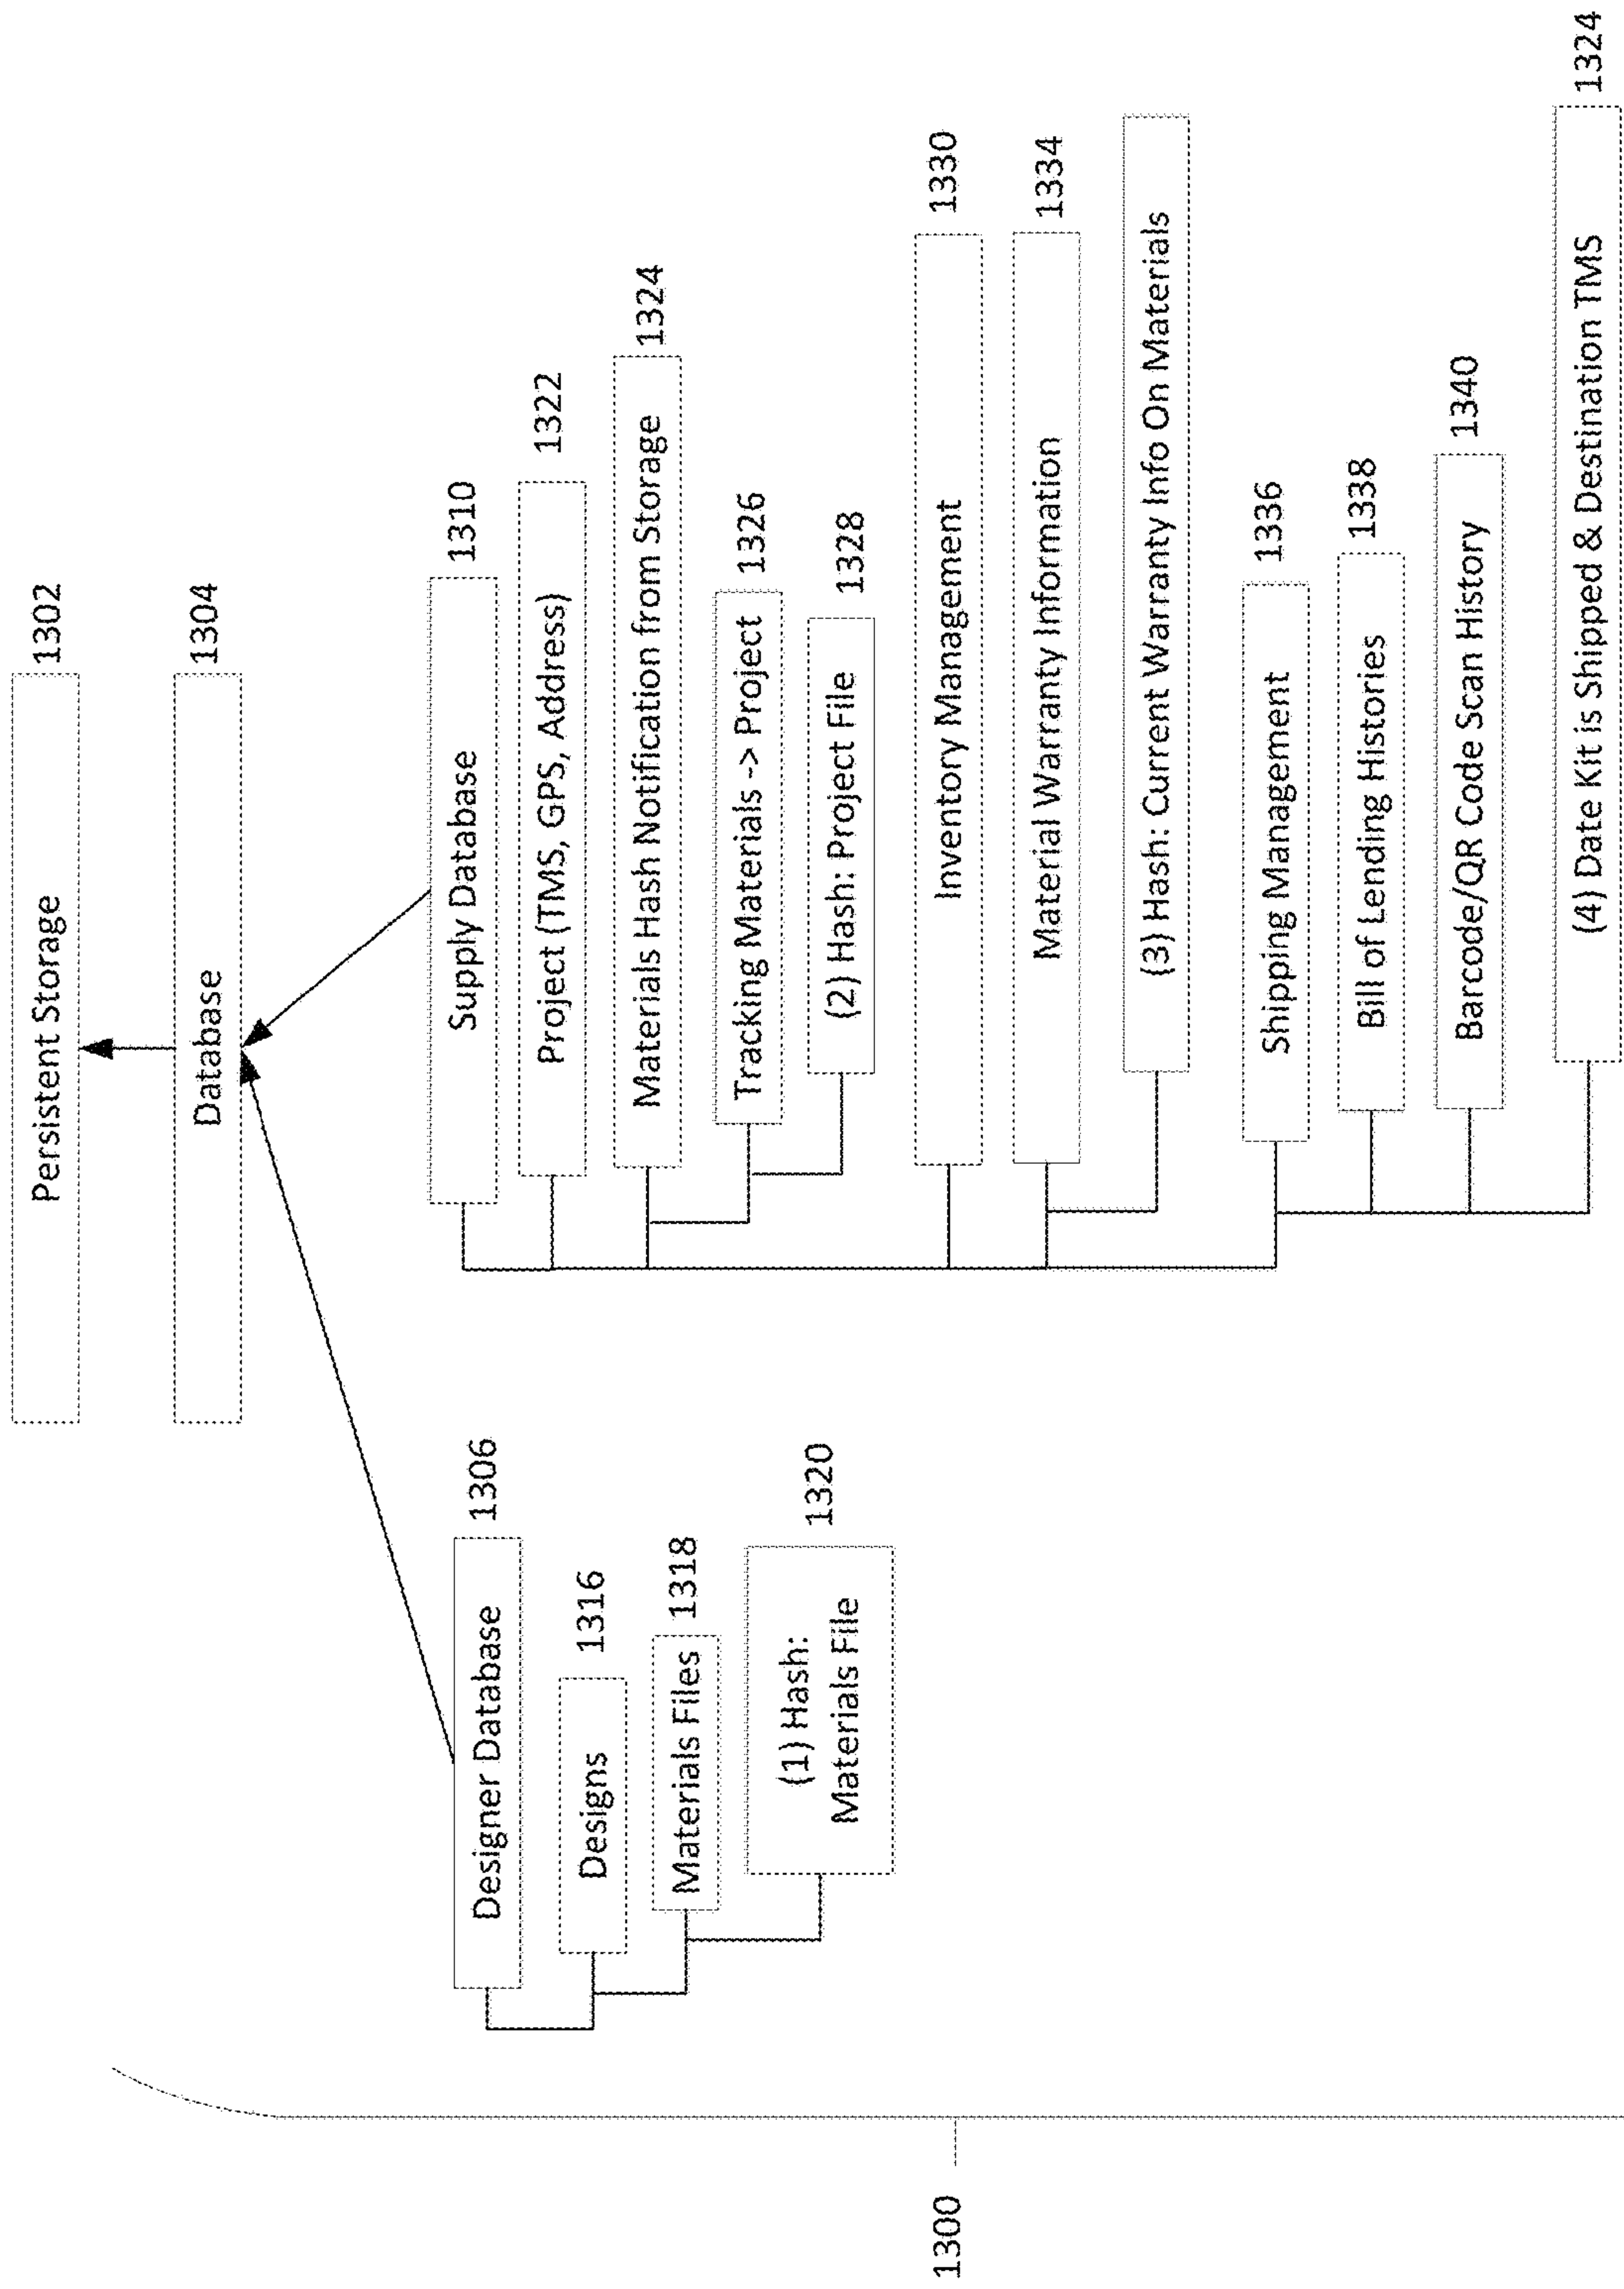 Persistent Storage
1302
Database
1304
Designer Database
1306
Designs
1316
Materials Files
1318
(1) Hash:
Materials File
1320
Supply Database
1310
Project (TMS, GPS, Address)
1322
Materials Hash Notification from Storage
1324
Tracking Materials -> Project
1326
(2) Hash: Project File
1328
Inventory Management
1330
Material Warranty Information
1334
(3) Hash: Current Warranty Info On Materials
Shipping Management
1336
Bill of Lending Histories
1338
Barcode/QR Code Scan History
1340
(4) Date Kit is Shipped & Destination TMS
1324
1300